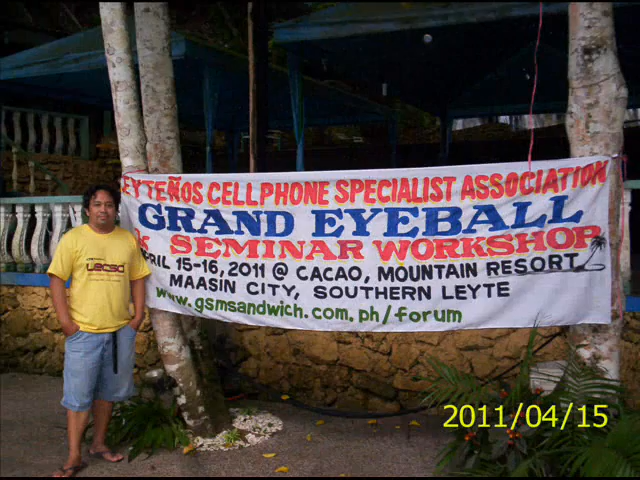 LEYTEÑOS CELLPHONE SPECIALIST ASSOCIATION
GRAND EYEBALL
SEMINAR WORKSHOP
APRIL 15-16, 2011 @ CACAO, MOUNTAIN RESORT
MAASIN CITY, SOUTHERN LEYTE
www.gsmsandwich.com.ph/forum
2011/04/15